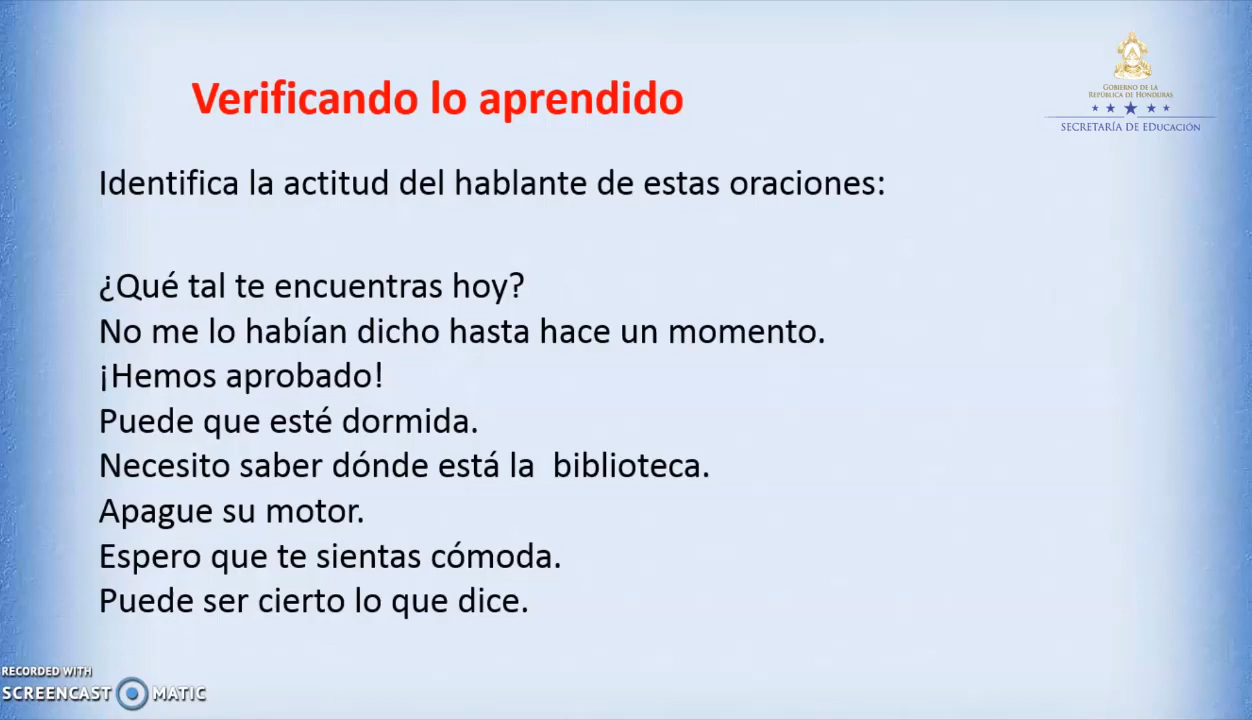 Verificando lo aprendido
GOBIERNO DE LA
REPÚBLICA DE HONDURAS
SECRETARÍA DE EDUCACIÓN
Identifica la actitud del hablante de estas oraciones:
¿Qué tal te encuentras hoy?
No me lo habían dicho hasta hace un momento.
¡Hemos aprobado!
Puede que esté dormida.
Necesito saber dónde está la biblioteca.
Apague su motor.
Espero que te sientas cómoda.
Puede ser cierto lo que dice.
RECORDED WITH
SCREENCAST MATIC